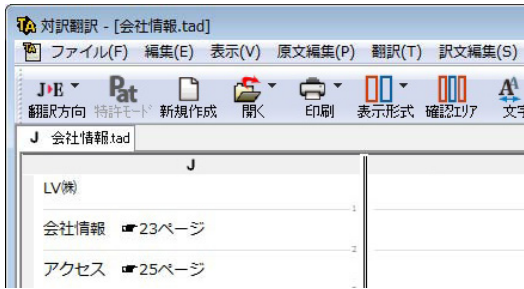 TA 対訳翻訳 - [会社情報.tad]
ファイル(F) 編集(E) 表示(V) 原文編集(P) 翻訳(T) 訳文編集(S)
J▸E Pat A
翻訳方向 特許モード 新規作成 開く 印刷 表示形式 確認エリア 文字
J 会社情報.tad
J
LV㈱
1
会社情報 ☛23ページ
2
アクセス ☛25ページ